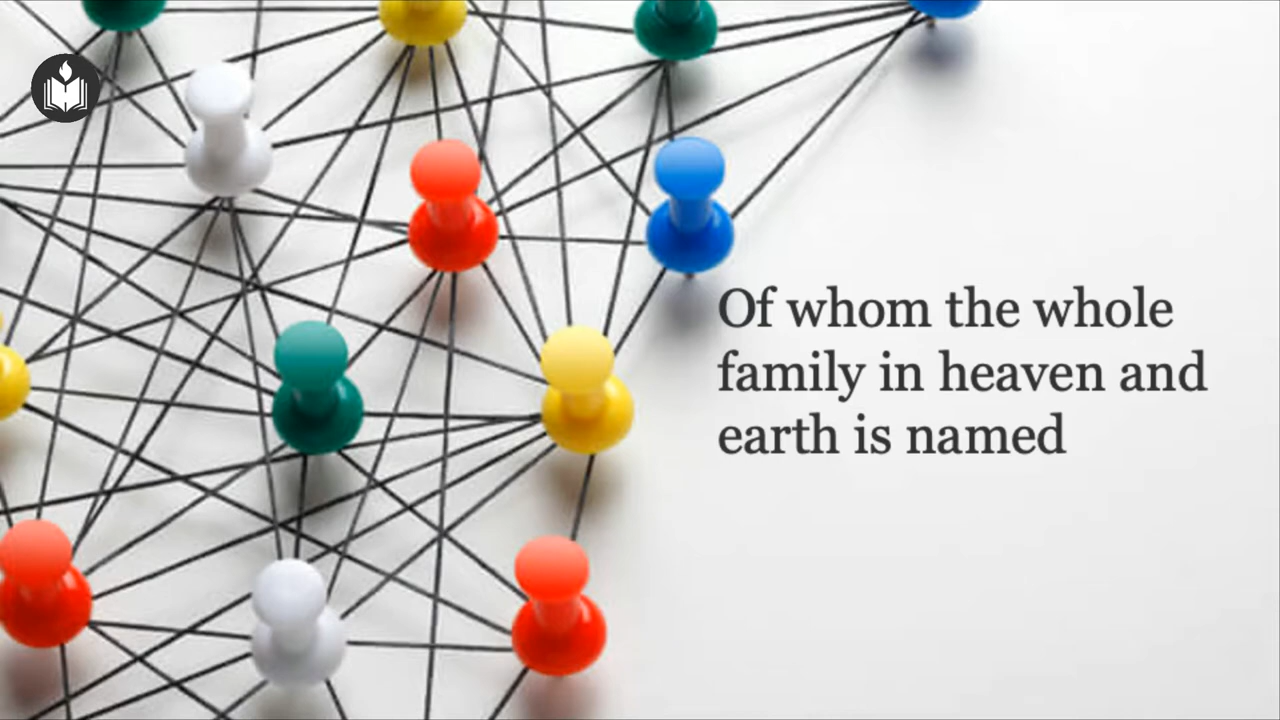 Of whom the whole
family in heaven and
earth is named